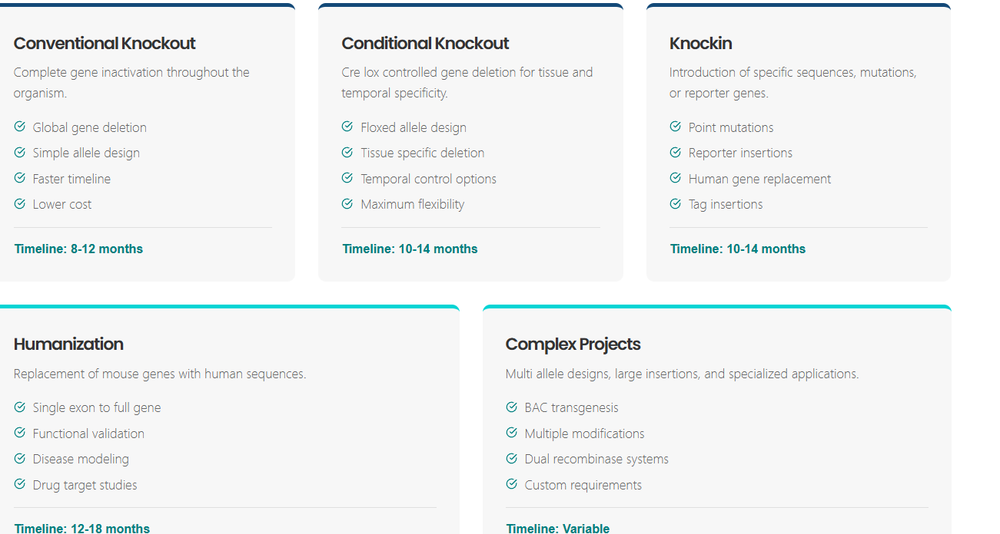 Conventional Knockout
Complete gene inactivation throughout the
organism.
Global gene deletion
Simple allele design
Faster timeline
Lower cost
Timeline: 8-12 months
Conditional Knockout
Cre lox controlled gene deletion for tissue and
temporal specificity.
Floxed allele design
Tissue specific deletion
Temporal control options
Maximum flexibility
Timeline: 10-14 months
Knockin
Introduction of specific sequences, mutations,
or reporter genes.
Point mutations
Reporter insertions
Human gene replacement
Tag insertions
Timeline: 10-14 months
Humanization
Replacement of mouse genes with human sequences.
Single exon to full gene
Functional validation
Disease modeling
Drug target studies
Timeline: 12-18 months
Complex Projects
Multi allele designs, large insertions, and specialized applications.
BAC transgenesis
Multiple modifications
Dual recombinase systems
Custom requirements
Timeline: Variable